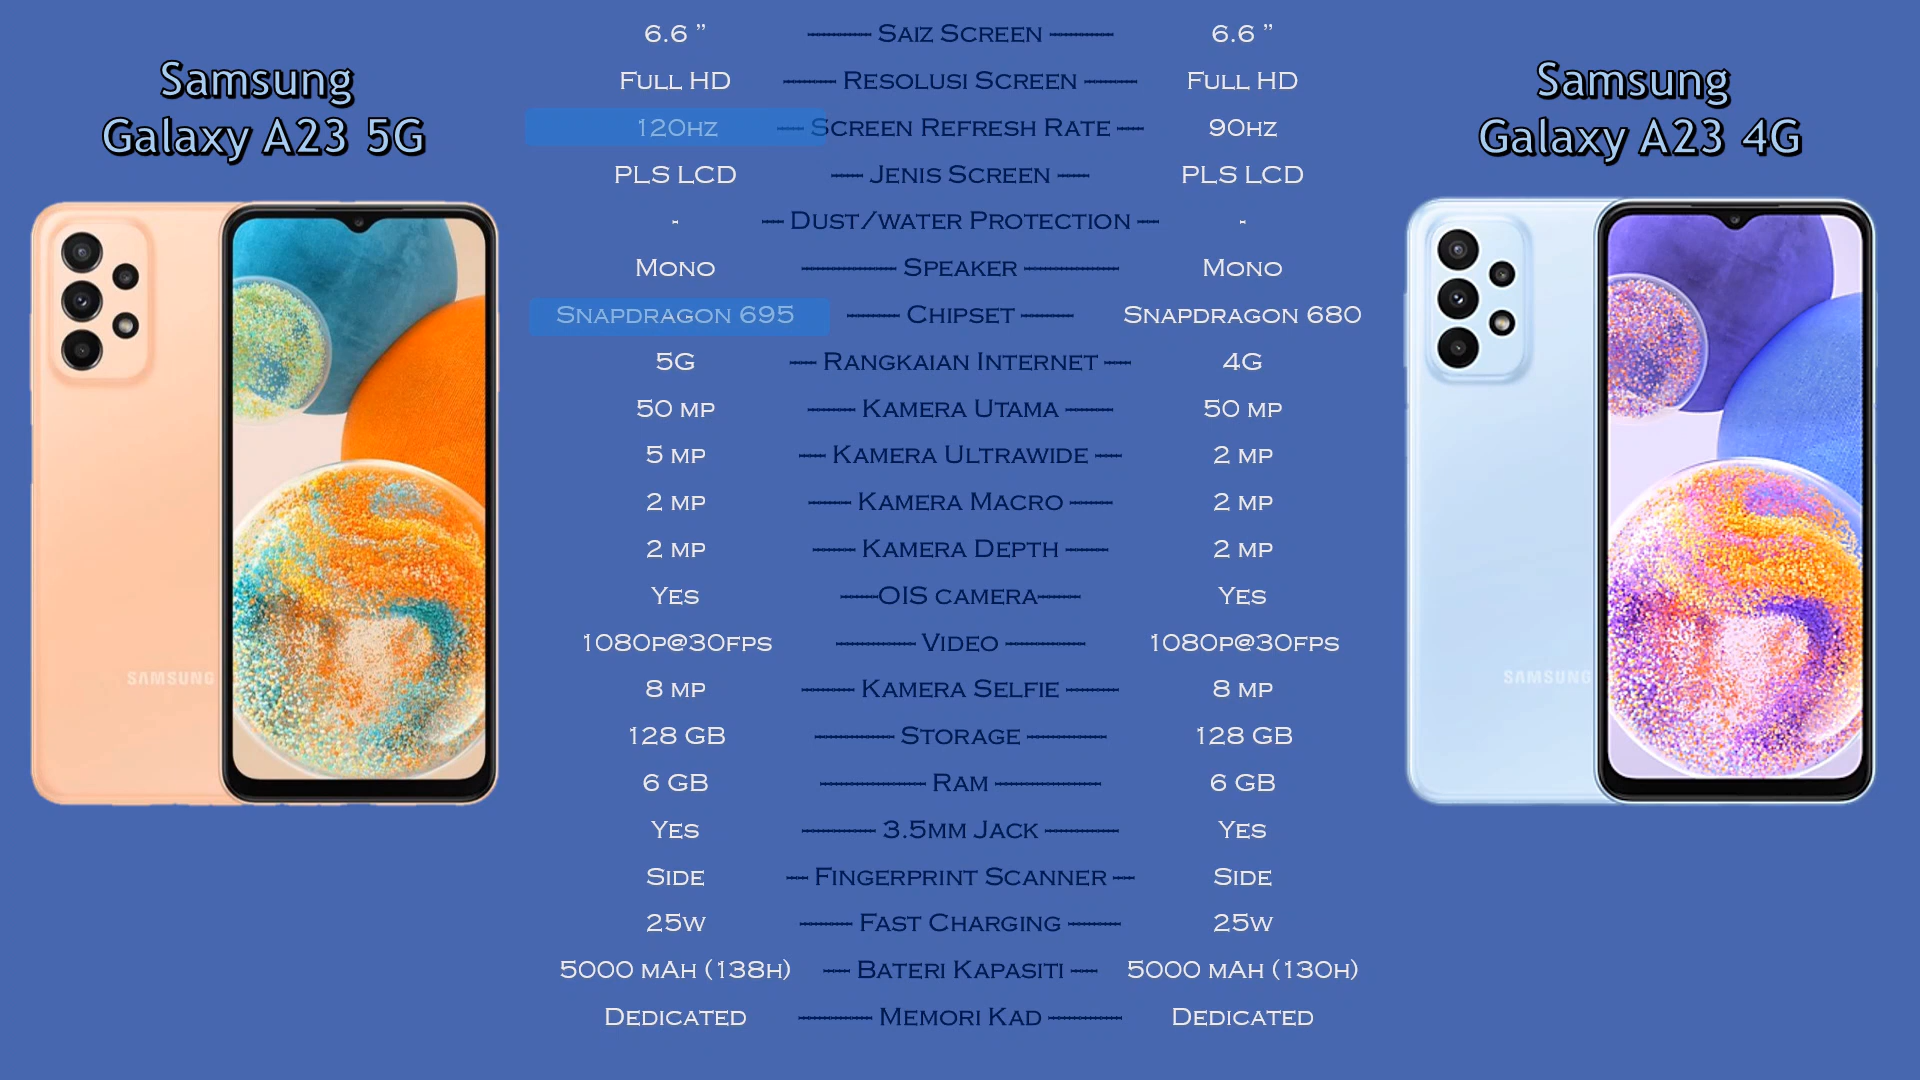 Samsung
Galaxy A23 5G
Samsung
Galaxy A23 4G
6.6 ” Saiz Screen 6.6 ”
Full HD Resolusi Screen Full HD
120hz Screen Refresh Rate 90hz
PLS LCD Jenis Screen PLS LCD
- Dust/water Protection -
Mono Speaker Mono
Snapdragon 695 Chipset Snapdragon 680
5G Rangkaian Internet 4G
50 mp Kamera Utama 50 mp
5 mp Kamera Ultrawide 2 mp
2 mp Kamera Macro 2 mp
2 mp Kamera Depth 2 mp
Yes OIS camera Yes
1080p@30fps Video 1080p@30fps
8 mp Kamera Selfie 8 mp
128 GB Storage 128 GB
6 GB Ram 6 GB
Yes 3.5mm Jack Yes
Side Fingerprint Scanner Side
25w Fast Charging 25w
5000 mAh (138h) Bateri Kapasiti 5000 mAh (130h)
Dedicated Memori Kad Dedicated
SAMSUNG
SAMSUNG